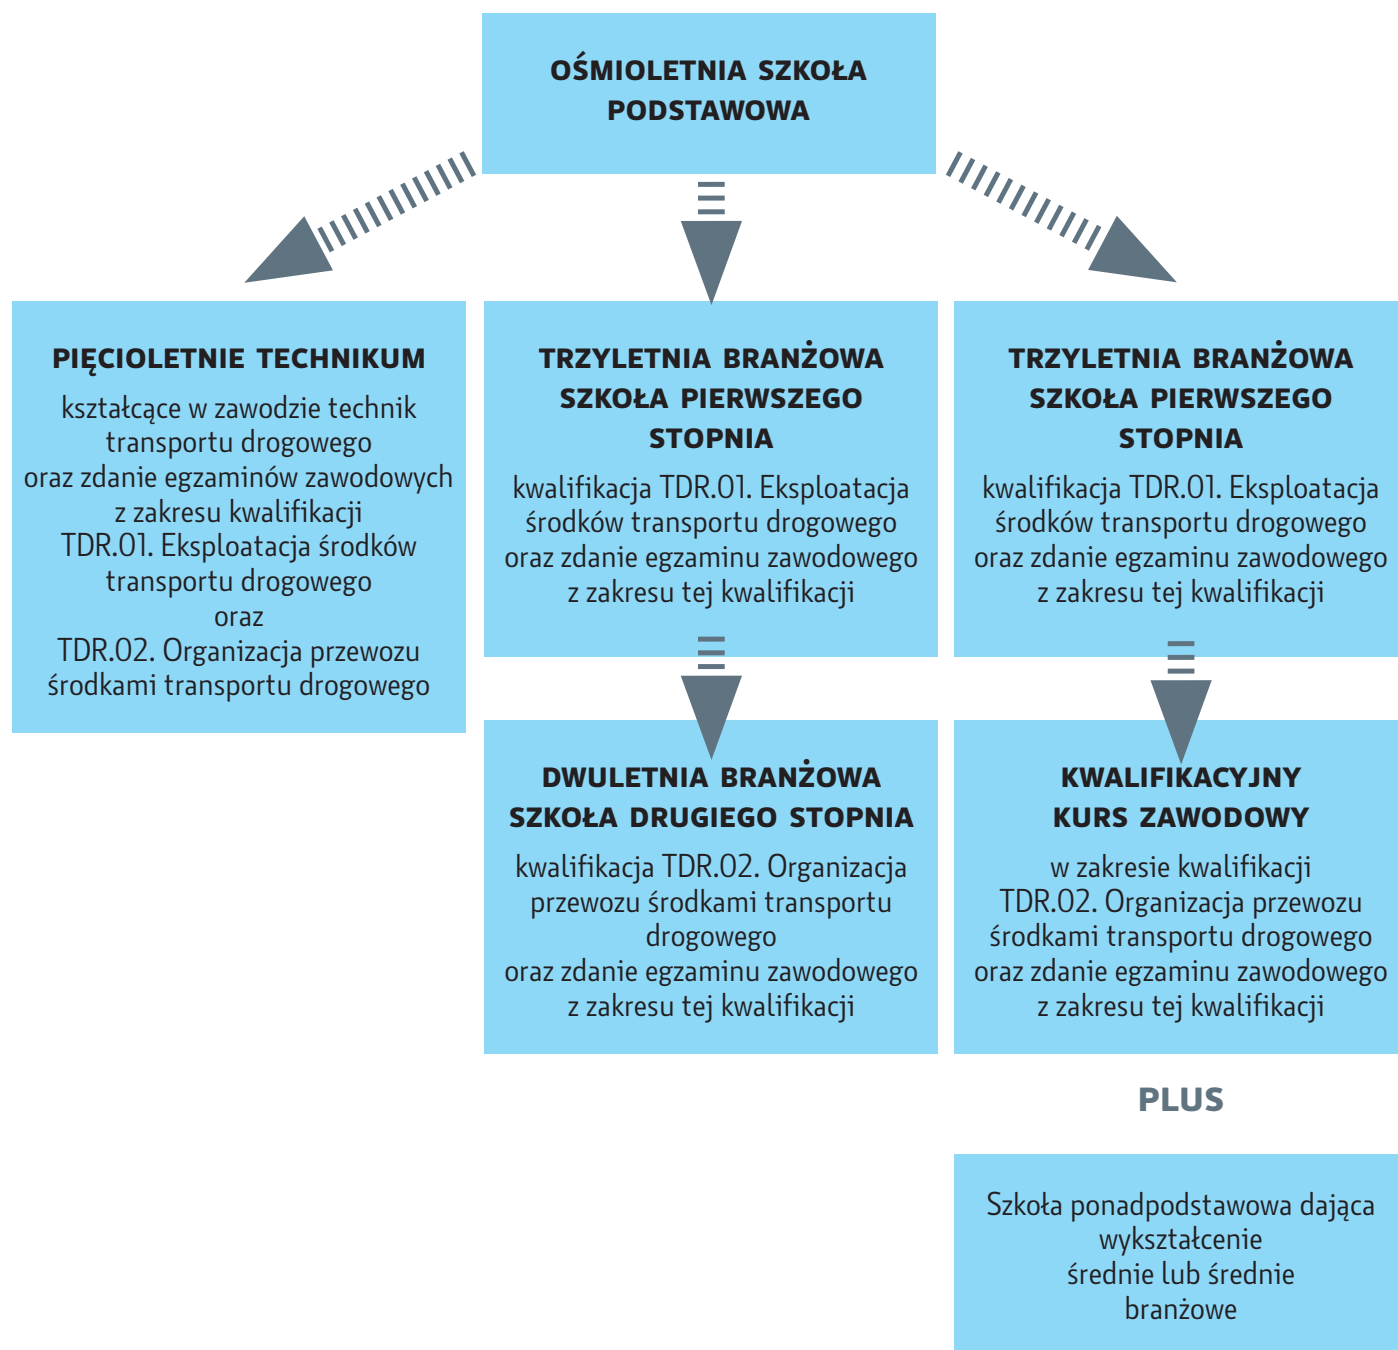 OŚMIOLETNIA SZKOŁA
PODSTAWOWA
PIĘCIOLETNIE TECHNIKUM
kształcące w zawodzie technik
transportu drogowego
oraz zdanie egzaminów zawodowych
z zakresu kwalifikacji
TDR.01. Eksploatacja środków
transportu drogowego
oraz
TDR.02. Organizacja przewozu
środkami transportu drogowego
TRZYLETNIA BRANŻOWA
SZKOŁA PIERWSZEGO
STOPNIA
kwalifikacja TDR.01. Eksploatacja
środków transportu drogowego
oraz zdanie egzaminu zawodowego
z zakresu tej kwalifikacji
DWULETNIA BRANŻOWA
SZKOŁA DRUGIEGO STOPNIA
kwalifikacja TDR.02. Organizacja
przewozu środkami transportu
drogowego
oraz zdanie egzaminu zawodowego
z zakresu tej kwalifikacji
TRZYLETNIA BRANŻOWA
SZKOŁA PIERWSZEGO
STOPNIA
kwalifikacja TDR.01. Eksploatacja
środków transportu drogowego
oraz zdanie egzaminu zawodowego
z zakresu tej kwalifikacji
KWALIFIKACYJNY
KURS ZAWODOWY
w zakresie kwalifikacji
TDR.02. Organizacja przewozu
środkami transportu drogowego
oraz zdanie egzaminu zawodowego
z zakresu tej kwalifikacji
PLUS
Szkoła ponadpodstawowa dająca
wykształcenie
średnie lub średnie
branżowe